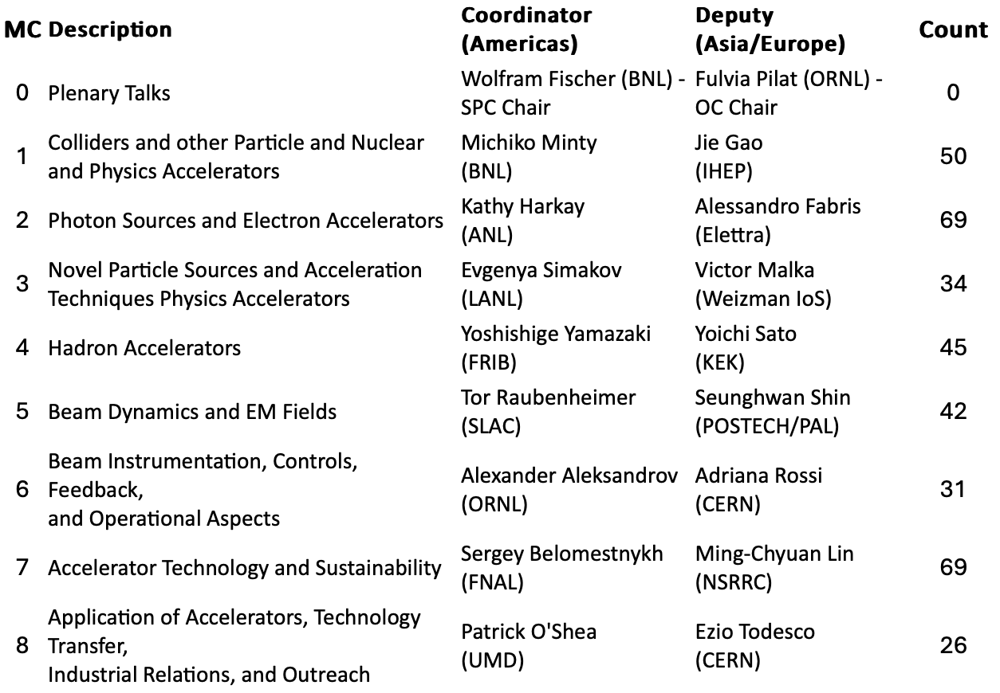 MC Description Coordinator (Americas) Deputy (Asia/Europe) Count
0 Plenary Talks Wolfram Fischer (BNL) - SPC Chair Fulvia Pilat (ORNL) - OC Chair 0
1 Colliders and other Particle and Nuclear and Physics Accelerators Michiko Minty (BNL) Jie Gao (IHEP) 50
2 Photon Sources and Electron Accelerators Kathy Harkay (ANL) Alessandro Fabris (Elettra) 69
3 Novel Particle Sources and Acceleration Techniques Physics Accelerators Evgenya Simakov (LANL) Victor Malka (Weizman IoS) 34
4 Hadron Accelerators Yoshishige Yamazaki (FRIB) Yoichi Sato (KEK) 45
5 Beam Dynamics and EM Fields Tor Raubenheimer (SLAC) Seunghwan Shin (POSTECH/PAL) 42
6 Beam Instrumentation, Controls, Feedback, and Operational Aspects Alexander Aleksandrov (ORNL) Adriana Rossi (CERN) 31
7 Accelerator Technology and Sustainability Sergey Belomestnykh (FNAL) Ming-Chyuan Lin (NSRRC) 69
8 Application of Accelerators, Technology Transfer, Industrial Relations, and Outreach Patrick O'Shea (UMD) Ezio Todesco (CERN) 26